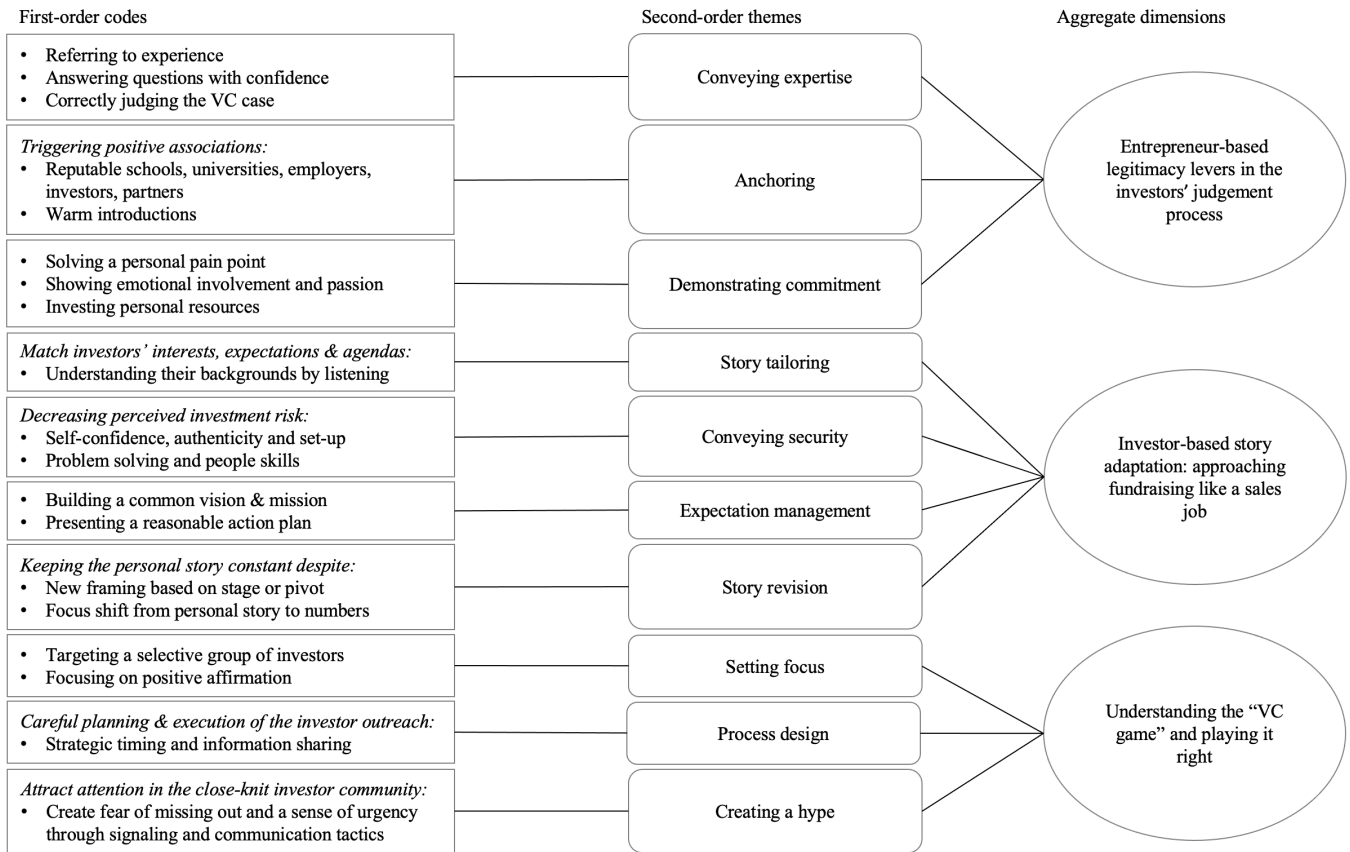 First-order codes
Second-order themes
Aggregate dimensions
• Referring to experience
• Answering questions with confidence
• Correctly judging the VC case
Conveying expertise
Triggering positive associations:
• Reputable schools, universities, employers,
investors, partners
• Warm introductions
Anchoring
• Solving a personal pain point
• Showing emotional involvement and passion
• Investing personal resources
Demonstrating commitment
Entrepreneur-based
legitimacy levers in the
investors' judgement
process
Match investors’ interests, expectations & agendas:
• Understanding their backgrounds by listening
Story tailoring
Decreasing perceived investment risk:
• Self-confidence, authenticity and set-up
• Problem solving and people skills
Conveying security
• Building a common vision & mission
• Presenting a reasonable action plan
Expectation management
Keeping the personal story constant despite:
• New framing based on stage or pivot
• Focus shift from personal story to numbers
Story revision
Investor-based story
adaptation: approaching
fundraising like a sales
job
• Targeting a selective group of investors
• Focusing on positive affirmation
Setting focus
Careful planning & execution of the investor outreach:
• Strategic timing and information sharing
Process design
Attract attention in the close-knit investor community:
• Create fear of missing out and a sense of urgency
through signaling and communication tactics
Creating a hype
Understanding the “VC
game” and playing it
right